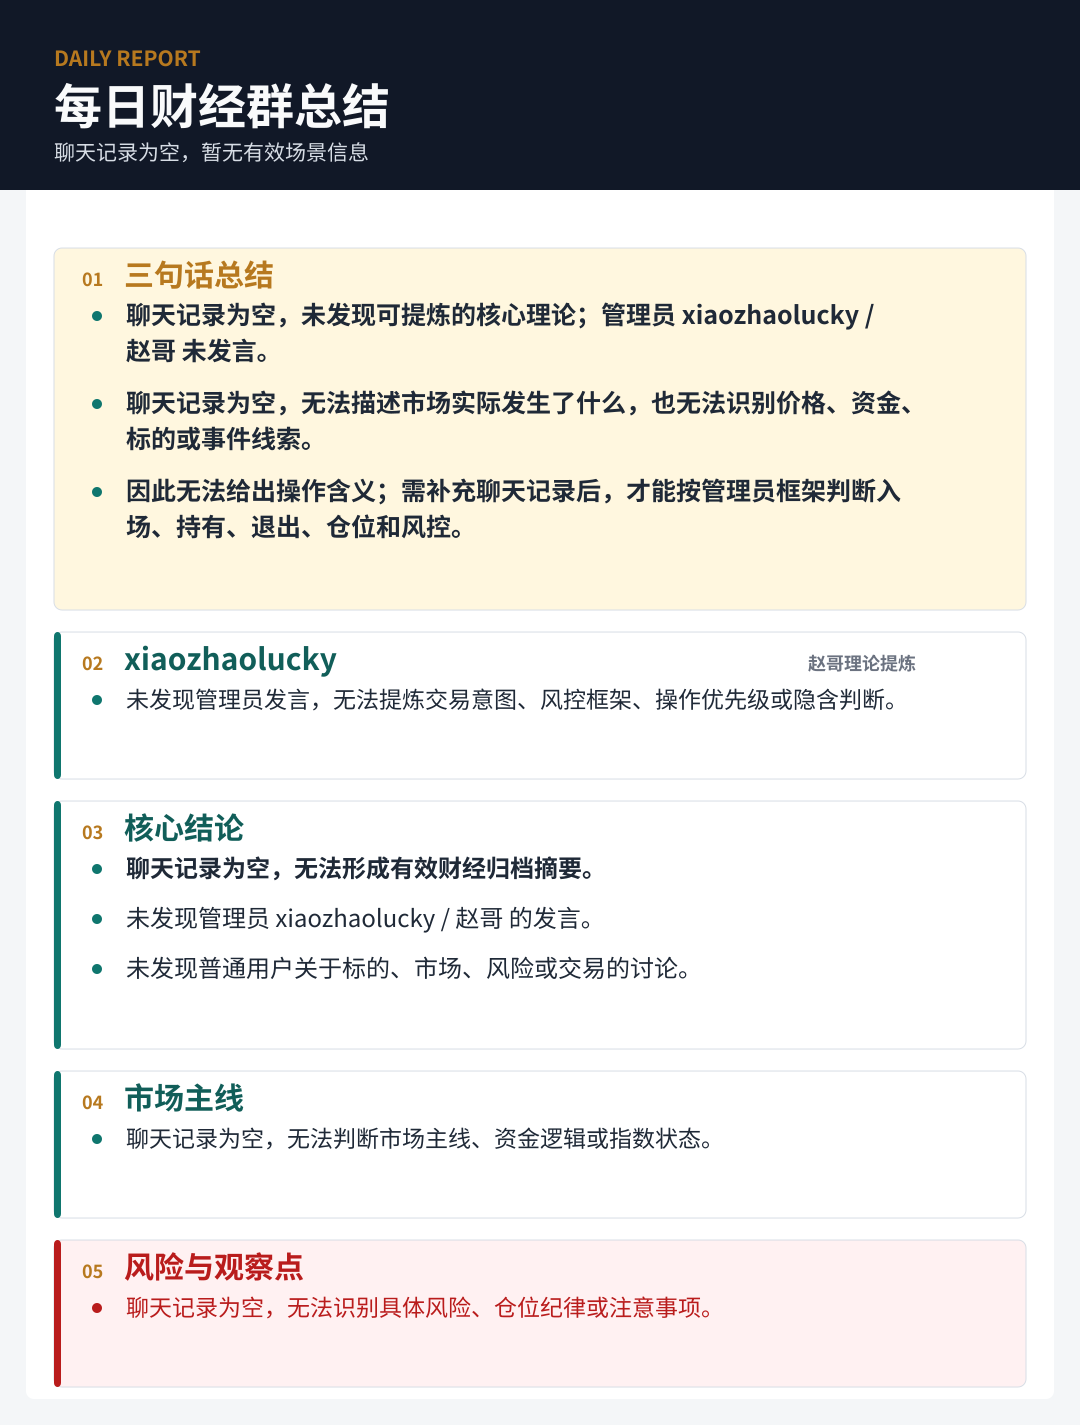 DAILY REPORT
每日财经群总结
聊天记录为空，暂无有效场景信息
01 三句话总结
聊天记录为空，未发现可提炼的核心理论；管理员 xiaozhaolucky /
赵哥 未发言。
聊天记录为空，无法描述市场实际发生了什么，也无法识别价格、资金、
标的或事件线索。
因此无法给出操作含义；需补充聊天记录后，才能按管理员框架判断入
场、持有、退出、仓位和风控。
02 xiaozhaolucky 赵哥理论提炼
未发现管理员发言，无法提炼交易意图、风控框架、操作优先级或隐含判断。
03 核心结论
聊天记录为空，无法形成有效财经归档摘要。
未发现管理员 xiaozhaolucky / 赵哥 的发言。
未发现普通用户关于标的、市场、风险或交易的讨论。
04 市场主线
聊天记录为空，无法判断市场主线、资金逻辑或指数状态。
05 风险与观察点
聊天记录为空，无法识别具体风险、仓位纪律或注意事项。